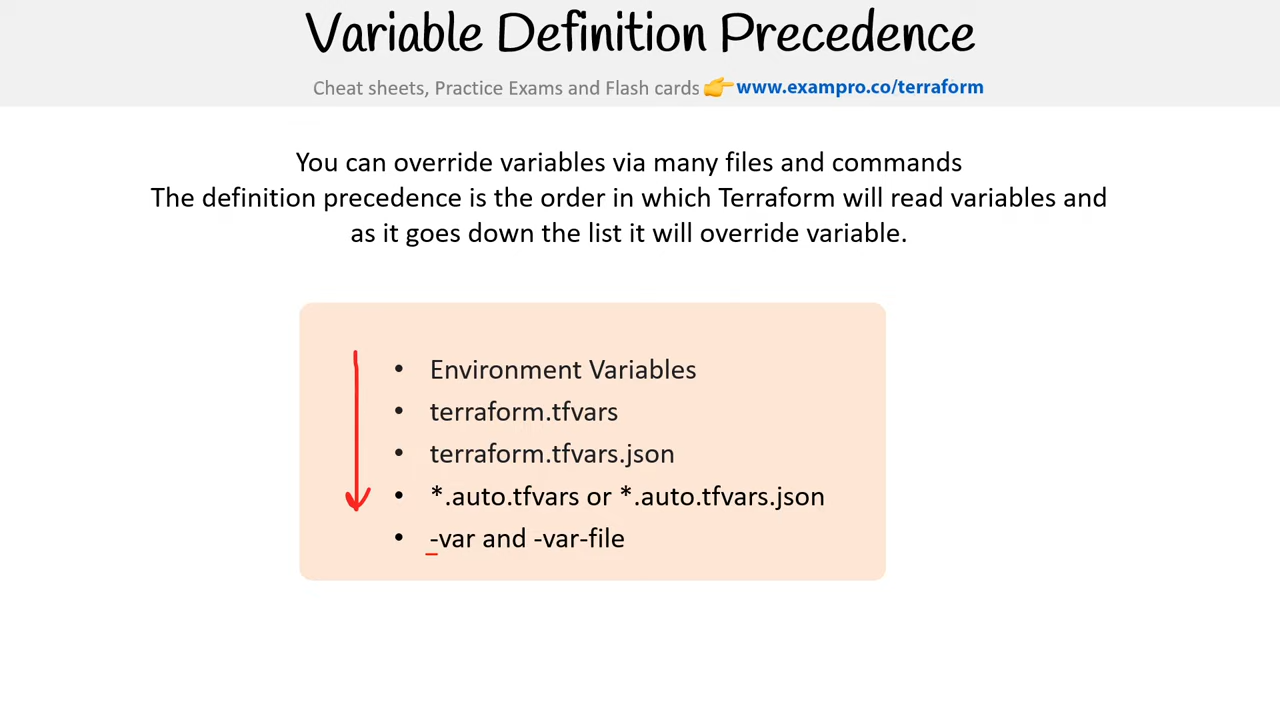 Variable Definition Precedence
Cheat sheets, Practice Exams and Flash cards 👉 www.exampro.co/terraform
You can override variables via many files and commands
The definition precedence is the order in which Terraform will read variables and
as it goes down the list it will override variable.
• Environment Variables
• terraform.tfvars
• terraform.tfvars.json
• *.auto.tfvars or *.auto.tfvars.json
• -var and -var-file